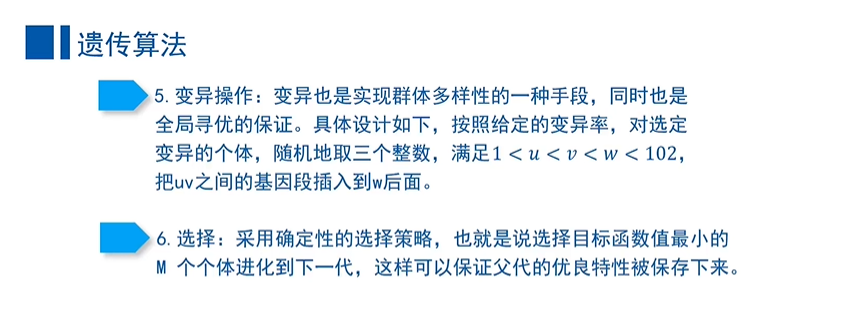 遗传算法
5.变异操作：变异也是实现群体多样性的一种手段，同时也是
全局寻优的保证。具体设计如下，按照给定的变异率，对选定
变异的个体，随机地取三个整数，满足1 < u < v < w < 102，
把uv之间的基因段插入到w后面。
6.选择：采用确定性的选择策略，也就是说选择目标函数值最小的
M 个个体进化到下一代，这样可以保证父代的优良特性被保存下来。